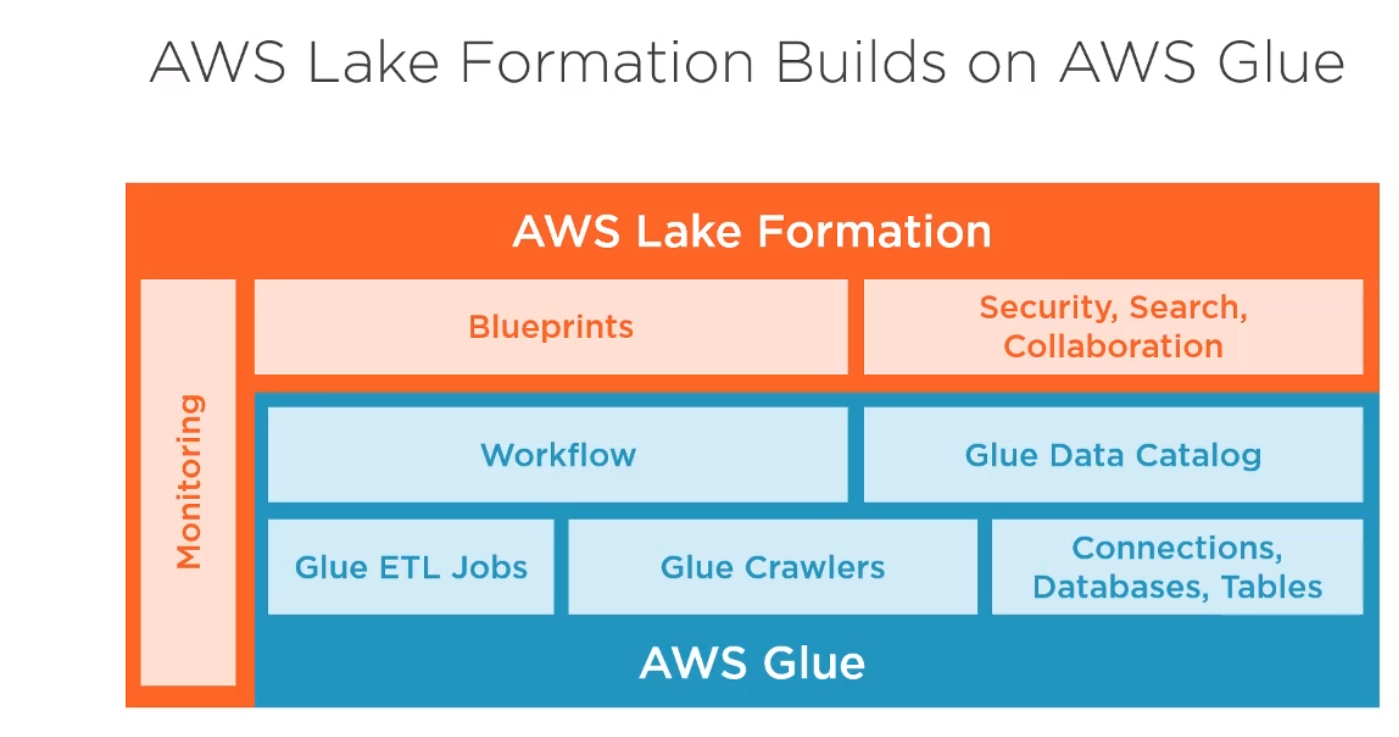 AWS Lake Formation Builds on AWS Glue
AWS Lake Formation
Monitoring
Blueprints
Security, Search,
Collaboration
Workflow
Glue Data Catalog
Glue ETL Jobs
Glue Crawlers
Connections,
Databases, Tables
AWS Glue